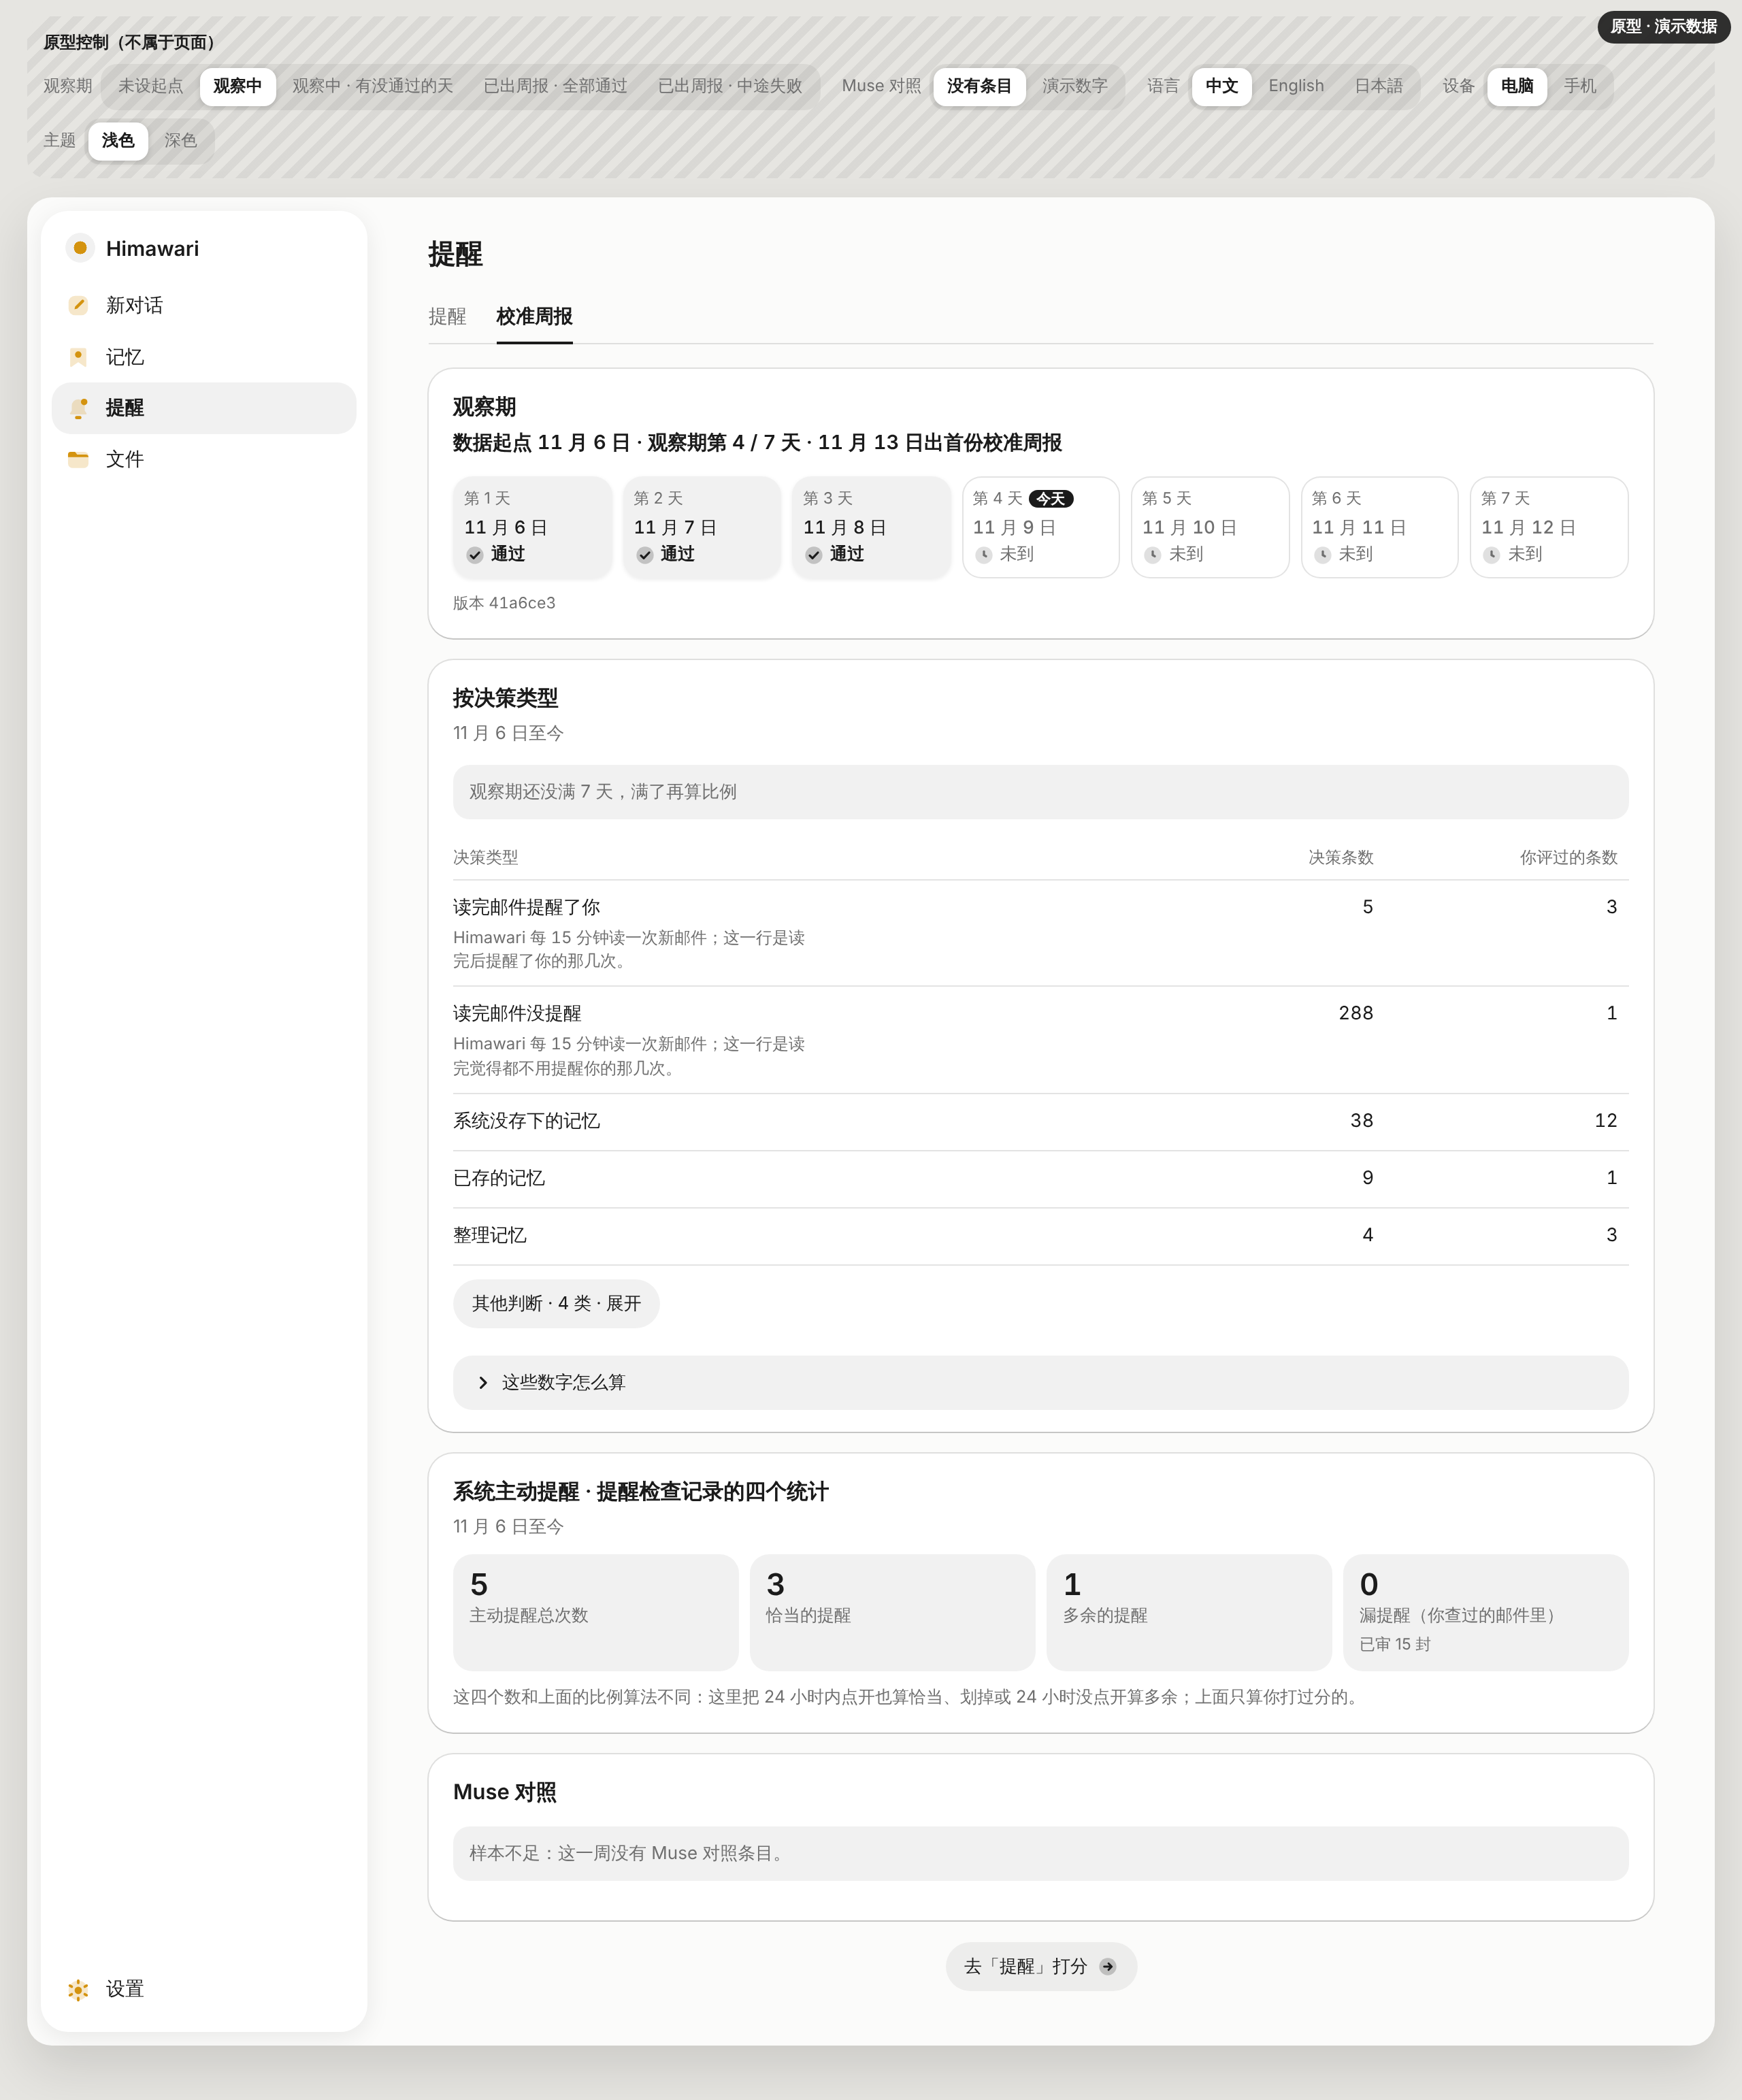 原型 · 演示数据
原型控制（不属于页面）
观察期 未设起点 观察中 观察中 · 有没通过的天 已出周报 · 全部通过 已出周报 · 中途失败 Muse 对照 没有条目 演示数字 语言 中文 English 日本語 设备 电脑 手机
主题 浅色 深色
Himawari
新对话
记忆
提醒
文件
设置
提醒
提醒 校准周报
观察期
数据起点 11 月 6 日 · 观察期第 4 / 7 天 · 11 月 13 日出首份校准周报
第 1 天 第 2 天 第 3 天 第 4 天 今天 第 5 天 第 6 天 第 7 天
11 月 6 日 11 月 7 日 11 月 8 日 11 月 9 日 11 月 10 日 11 月 11 日 11 月 12 日
通过 通过 通过 未到 未到 未到 未到
版本 41a6ce3
按决策类型
11 月 6 日至今
观察期还没满 7 天，满了再算比例
决策类型 决策条数 你评过的条数
读完邮件提醒了你 5 3
Himawari 每 15 分钟读一次新邮件；这一行是读
完后提醒了你的那几次。
读完邮件没提醒 288 1
Himawari 每 15 分钟读一次新邮件；这一行是读
完觉得都不用提醒你的那几次。
系统没存下的记忆 38 12
已存的记忆 9 1
整理记忆 4 3
其他判断 · 4 类 · 展开
这些数字怎么算
系统主动提醒 · 提醒检查记录的四个统计
11 月 6 日至今
5 3 1 0
主动提醒总次数 恰当的提醒 多余的提醒 漏提醒（你查过的邮件里）
已审 15 封
这四个数和上面的比例算法不同：这里把 24 小时内点开也算恰当、划掉或 24 小时没点开算多余；上面只算你打过分的。
Muse 对照
样本不足：这一周没有 Muse 对照条目。
去「提醒」打分